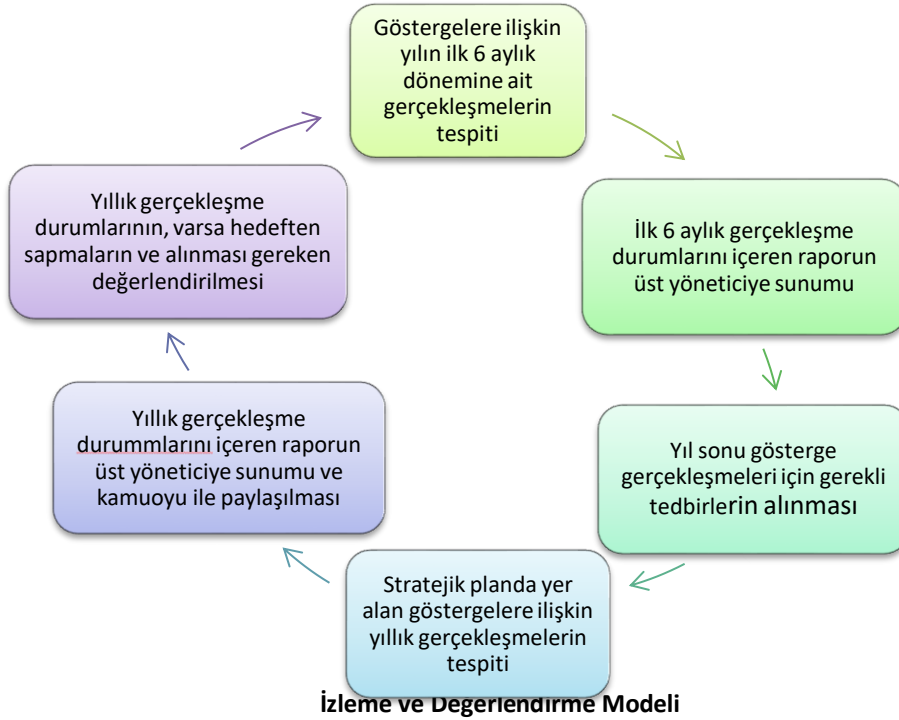 Göstergelere ilişkin
yılın ilk 6 aylık
dönemine ait
gerçekleşmelerin
tespiti
İlk 6 aylık gerçekleşme
durumlarını içeren raporun
üst yöneticiye sunumu
Yıl sonu gösterge
gerçekleşmeleri için gerekli
tedbirlerin alınması
Stratejik planda yer
alan göstergelere ilişkin
yıllık gerçekleşmelerin
tespiti
Yıllık gerçekleşme
durummlarını içeren raporun
üst yöneticiye sunumu ve
kamuoyu ile paylaşılması
Yıllık gerçekleşme
durumlarının, varsa hedeften
sapmaların ve alınması gereken
değerlendirilmesi
İzleme ve Değerlendirme Modeli